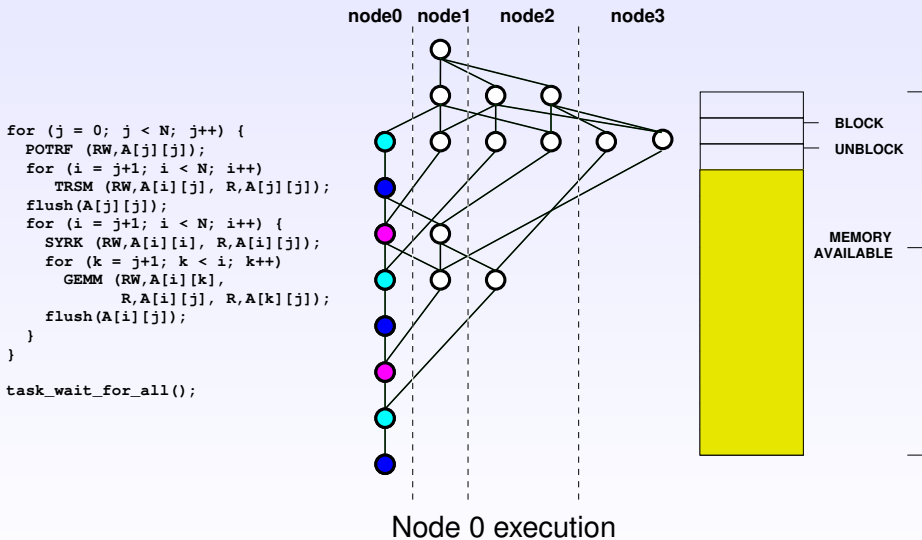 node0 node1 node2 node3
for (j = 0; j < N; j++) {
POTRF (RW,A[j][j]);
for (i = j+1; i < N; i++)
TRSM (RW,A[i][j], R,A[j][j]);
flush(A[j][j]);
for (i = j+1; i < N; i++) {
SYRK (RW,A[i][i], R,A[i][j]);
for (k = j+1; k < i; k++)
GEMM (RW,A[i][k],
R,A[i][j], R,A[k][j]);
flush(A[i][j]);
}
}
task_wait_for_all();
BLOCK
UNBLOCK
MEMORY
AVAILABLE
Node 0 execution